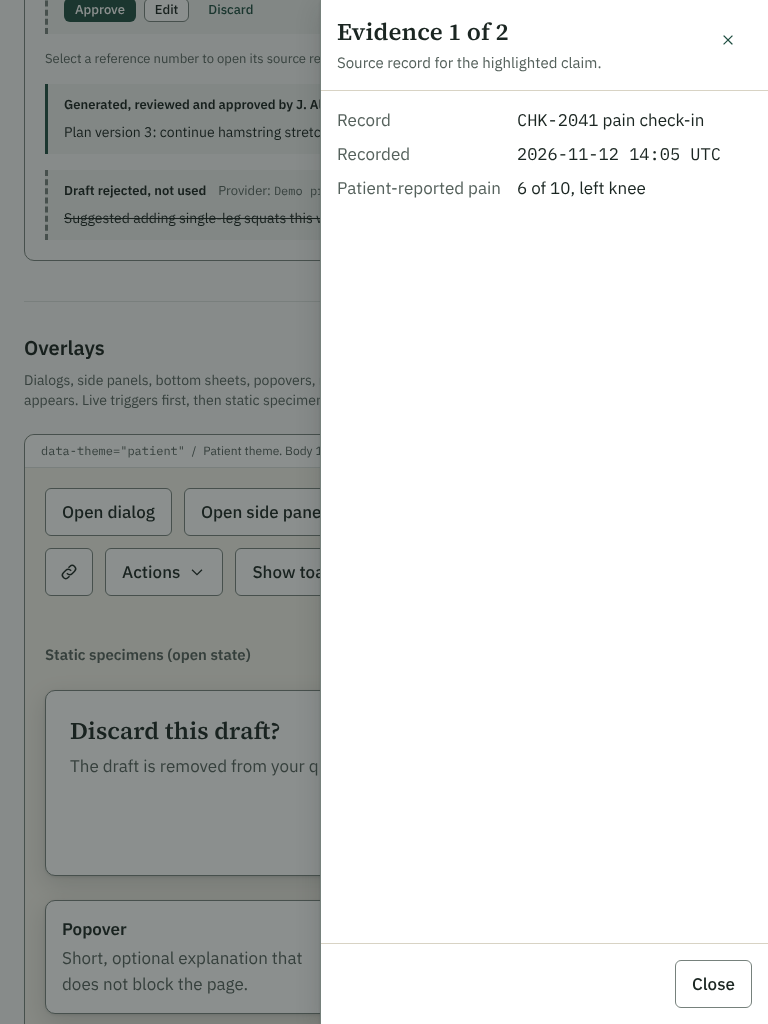 Approve Edit Discard
Select a reference number to open its source re
Generated, reviewed and approved by J. Al
Plan version 3: continue hamstring stretc
Draft rejected, not used Provider: Demo pr
Suggested adding single-leg squats this w
Overlays
Dialogs, side panels, bottom sheets, popovers,
appears. Live triggers first, then static specimen
data-theme="patient" / Patient theme. Body 1
Open dialog Open side pane
Actions Show toa
Static specimens (open state)
Discard this draft?
The draft is removed from your q
Popover
Short, optional explanation that
does not block the page.
Evidence 1 of 2
Source record for the highlighted claim.
Record CHK-2041 pain check-in
Recorded 2026-11-12 14:05 UTC
Patient-reported pain 6 of 10, left knee
Close